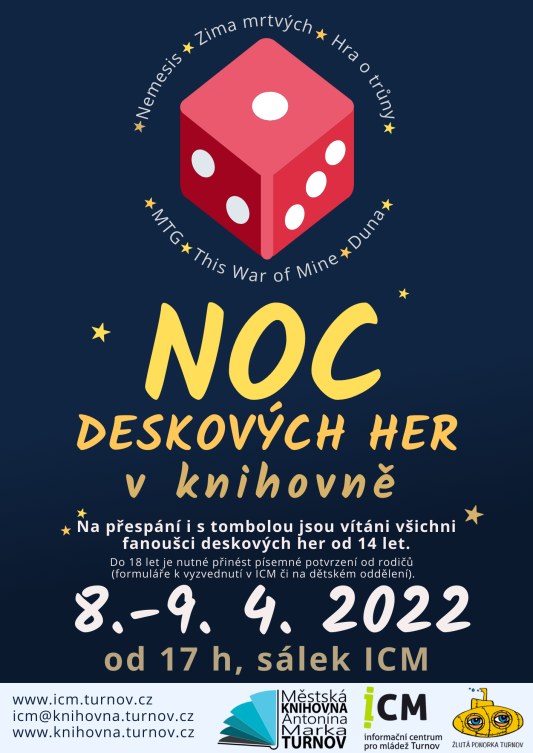 Nemesis Zima mrtvých Hra o trůny
MTG This War of Mine Duna
NOC
DESKOVÝCH HER
v knihovně
Na přespání i s tombolou jsou vítáni všichni
fanoušci deskových her od 14 let.
Do 18 let je nutné přinést písemné potvrzení od rodičů
(formuláře k vyzvednutí v ICM či na dětském oddělení).
8.-9. 4. 2022
od 17 h, sálek ICM
www.icm.turnov.cz
icm@knihovna.turnov.cz
www.knihovna.turnov.cz
Městská
KNIHOVNA
Antonína
Marka
TURNOV
iCM
informační centrum
pro mládež Turnov
ŽLUTÁ PONORKA TURNOV